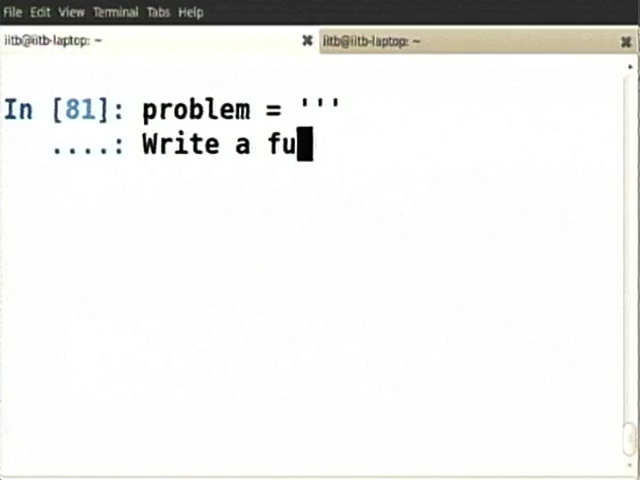 File Edit View Terminal Tabs Help
iitb@iitb-laptop: ~ iitb@iitb-laptop: ~
In [81]: problem = '''
....: Write a fu